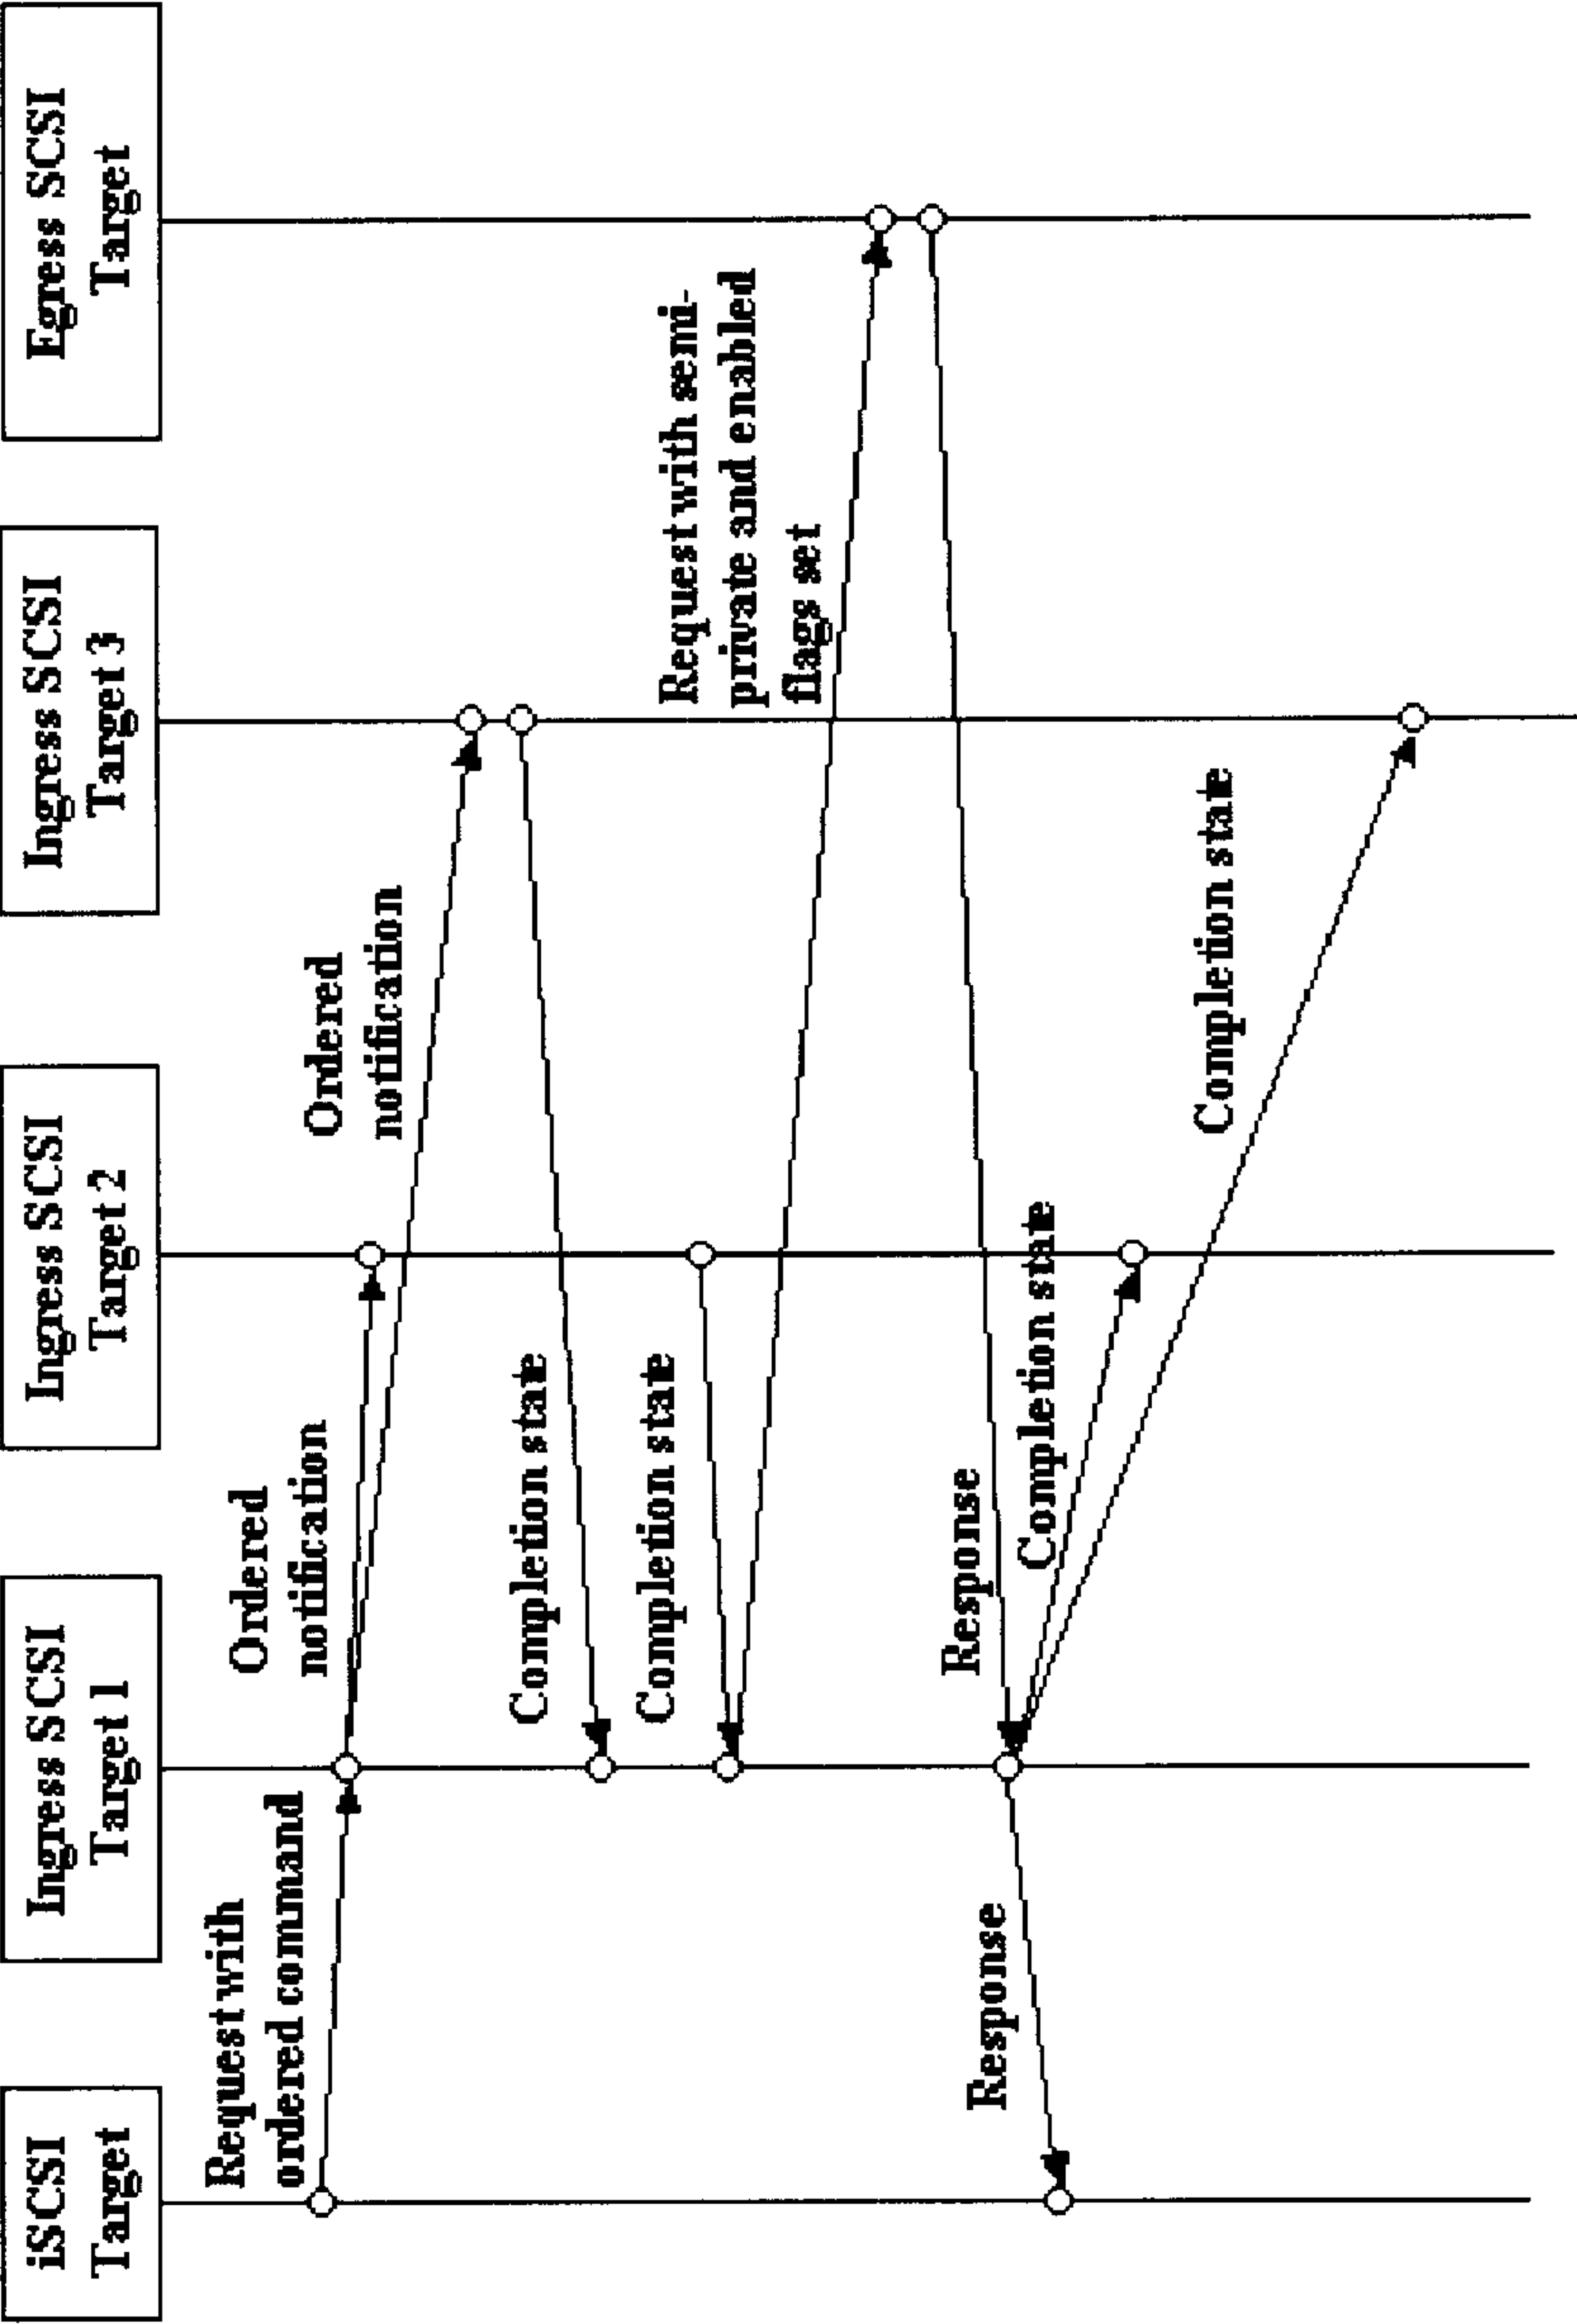 iSCSI
Target
Ingress SCSI
Target 1
Ingress SCSI
Target 2
Ingress SCSI
Target 3
Egress SCSI
Target
Request with
ordered command
Ordered
notification
Ordered
notification
Completion state
Completion state
Request with semi-
private and enabled
flags set
Response
Response
Completion state
Completion state